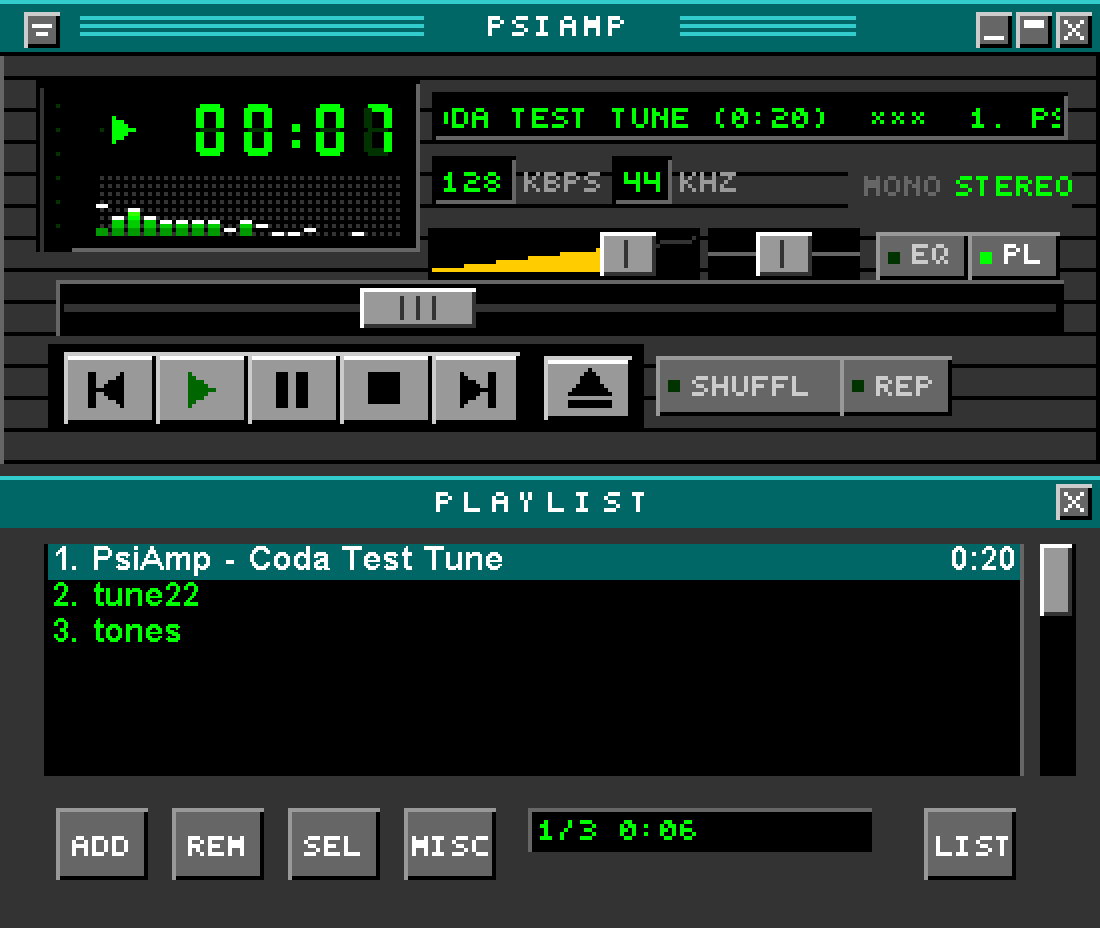 PSIAMP
00:07
DA TEST TUNE (0:20) *** 1. PS
128 KBPS 44 KHZ
MONO STEREO
EQ PL
SHUFFL REP
PLAYLIST
1. PsiAmp - Coda Test Tune 0:20
2. tune22
3. tones
ADD REM SEL MISC 1/3 0:06 LIST